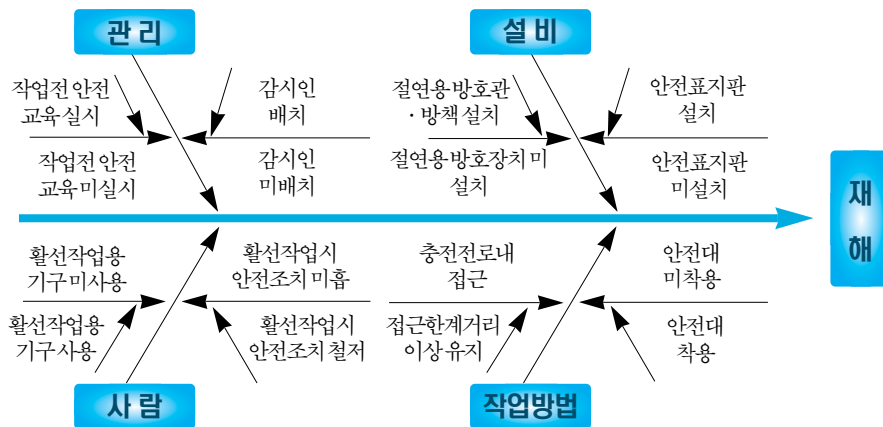 관리
설비
작업전 안전
교육 실시
감시인
배치
절연용 방호관
·방책 설치
안전표지판
설치
작업전 안전
교육 미실시
감시인
미배치
절연용 방호장치 미
설치
안전표지판
미설치
재
해
활선작업용
기구 미사용
활선작업시
안전조치 미흡
충전전로내
접근
안전대
미착용
활선작업용
기구 사용
활선작업시
안전조치 철저
접근한계거리
이상 유지
안전대
착용
사람
작업방법